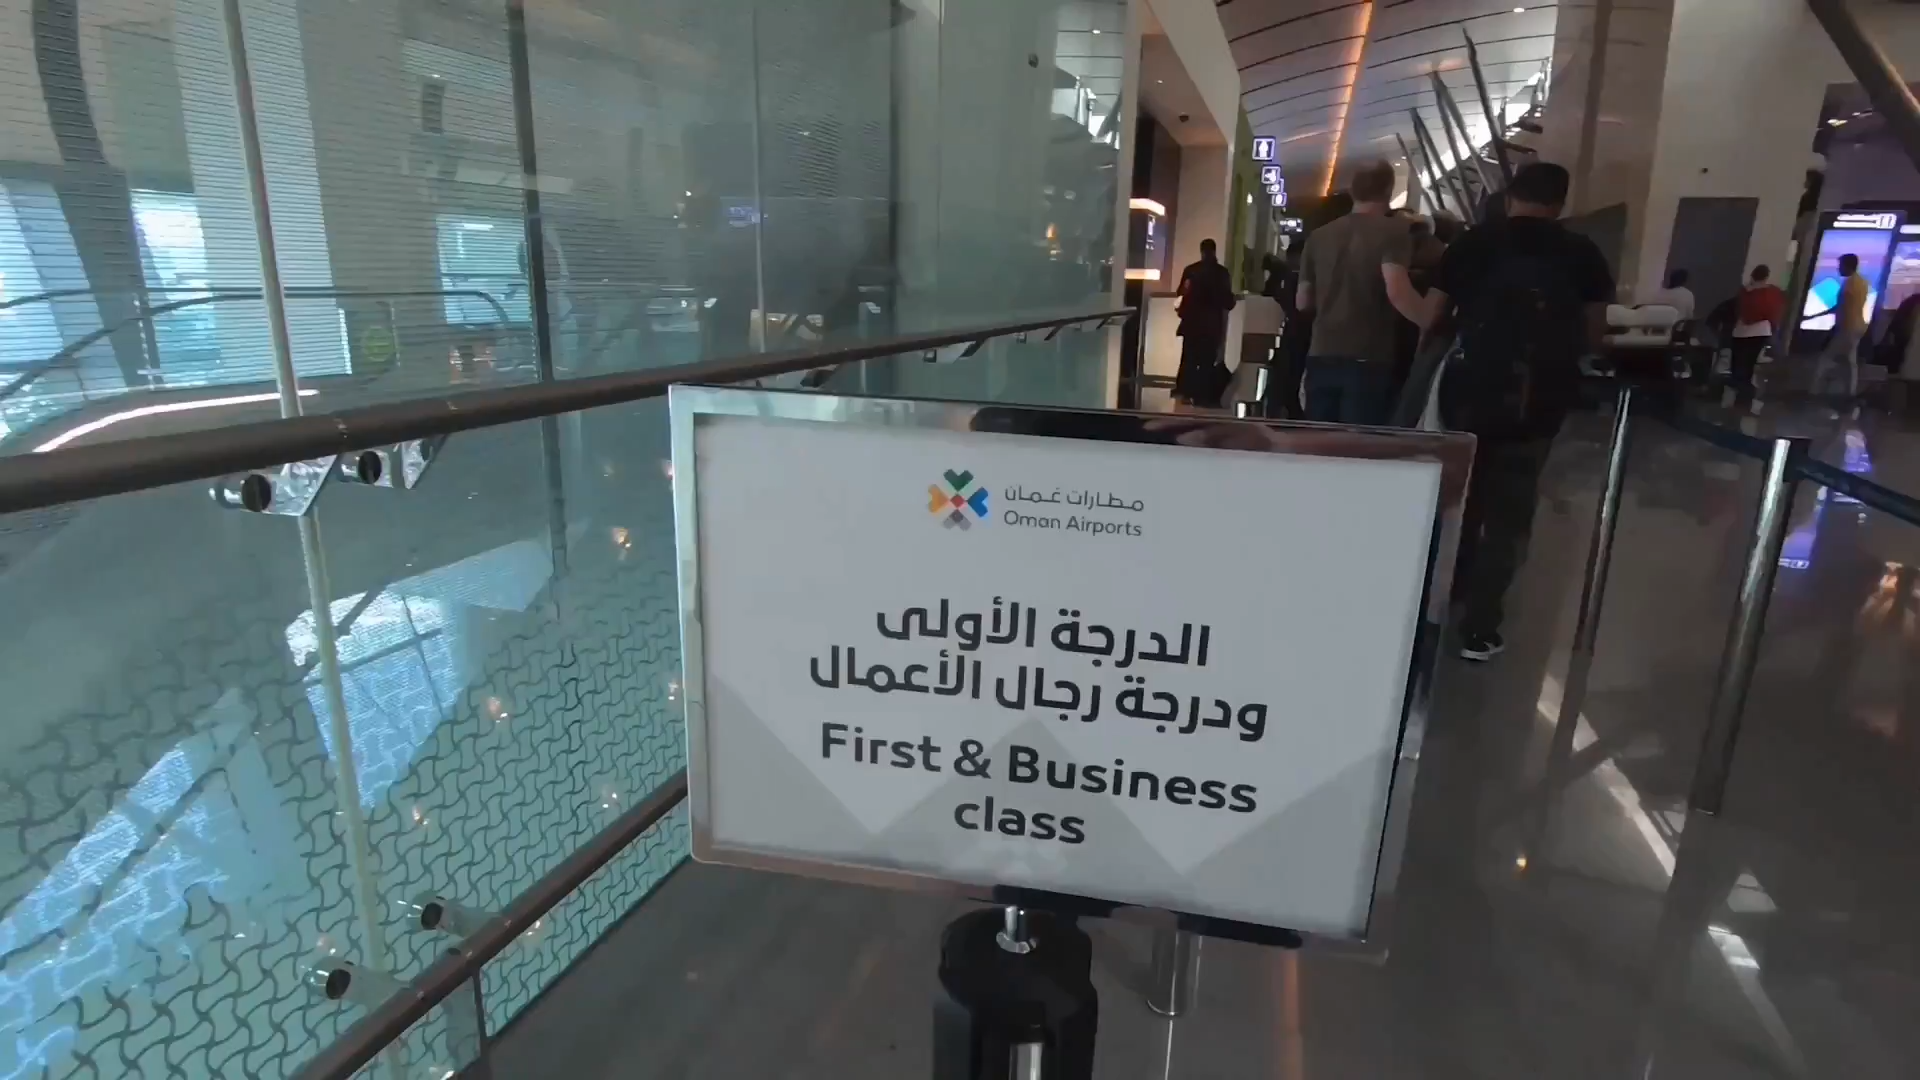 مطارات عُمان
Oman Airports
الدرجة الأولى
ودرجة رجال الأعمال
First & Business
class